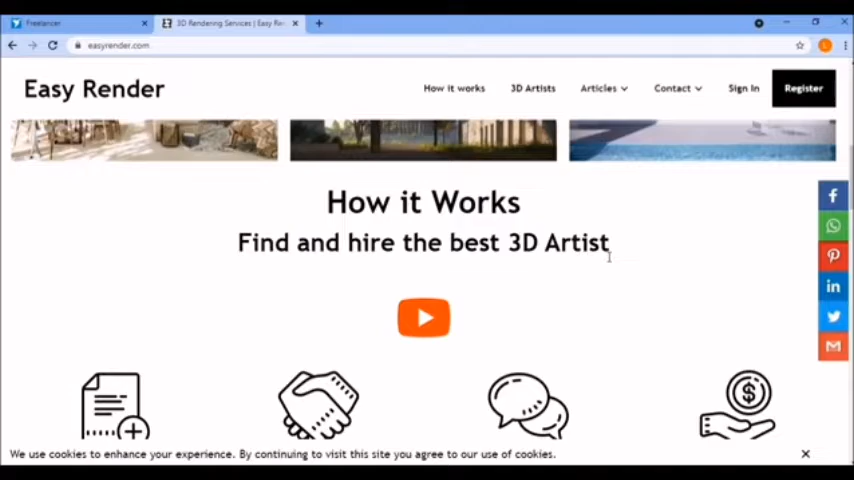 Freelancer
3D Rendering Services | Easy Ren
easyrender.com
Easy Render
How it works
3D Artists
Articles
Contact
Sign In
Register
How it Works
Find and hire the best 3D Artist
We use cookies to enhance your experience. By continuing to visit this site you agree to our use of cookies.